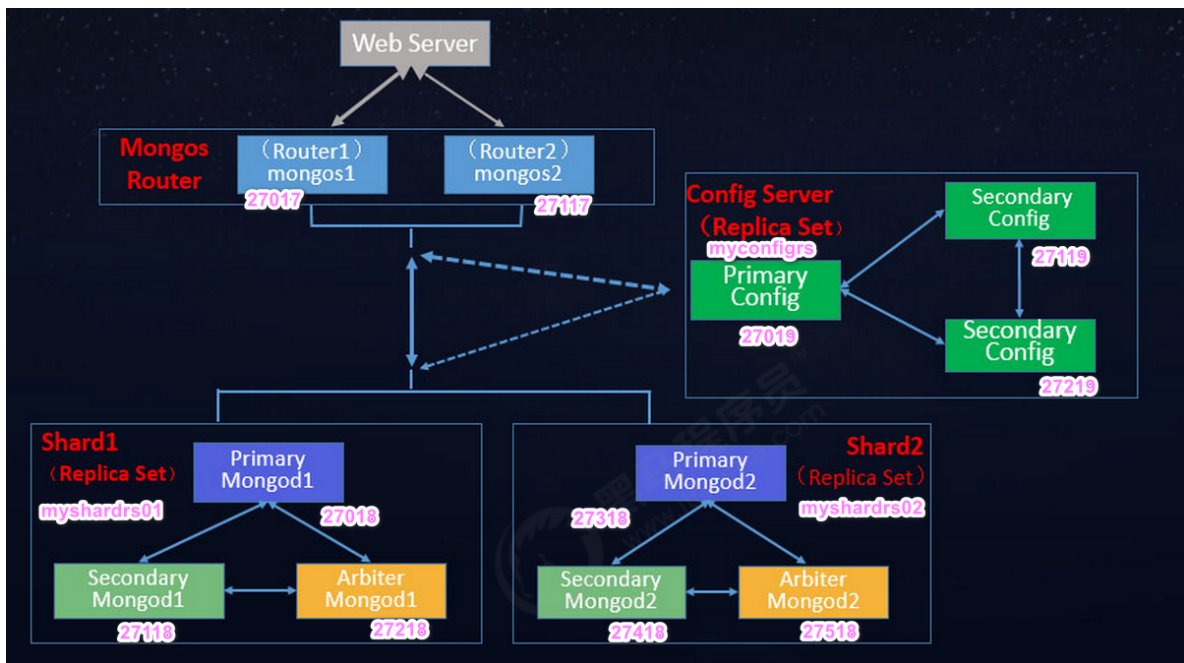 Web Server
Mongos
Router
（Router1）
mongos1
27017
（Router2）
mongos2
27117
Config Server
（Replica Set）
myconfigrs
Primary
Config
27019
Secondary
Config
27119
Secondary
Config
27219
Shard1
（Replica Set）
myshardrs01
Primary
Mongod1
27018
Secondary
Mongod1
27118
Arbiter
Mongod1
27218
Shard2
（Replica Set）
myshardrs02
Primary
Mongod2
27318
Secondary
Mongod2
27418
Arbiter
Mongod2
27518